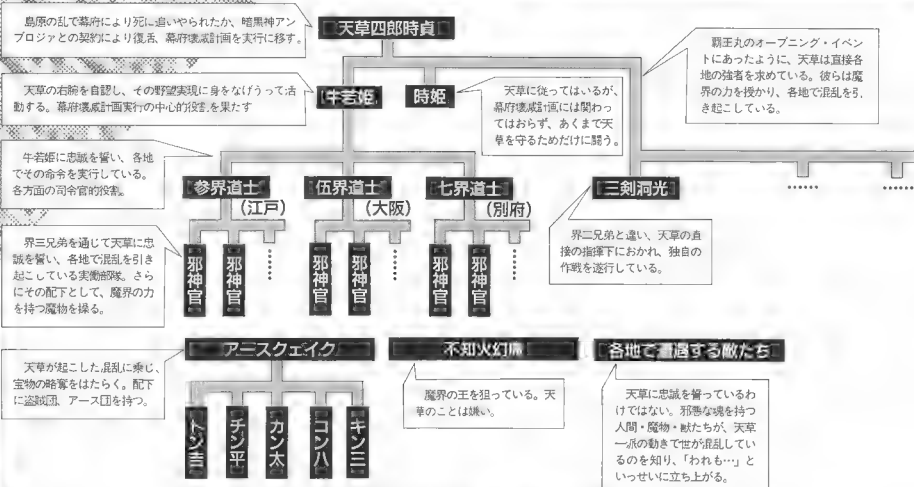 島原の乱で幕府により死に追いやられたか、暗黒神アン
ブロジァとの契約により復活、幕府壊滅計画を実行に移す。
天草四郎時貞
覇王丸のオープニング・イベン
トにあったように、天草は直接各
地の強者を求めている。彼らは魔
界の力を授かり、各地で混乱を引
き起こしている。
天草の右腕を自認し、その野望実現に身をなげうって活
動する。幕府壊滅計画実行の中心的役割を果たす
牛若姫
時姫
天草に従ってはいるが、
幕府壊滅計画には関わっ
てはおらず、あくまで天
草を守るためだけに闘う。
牛若姫に忠誠を誓い、各地
でその命令を実行している。
各方面の司令官的役割。
参界道士
(江戸)
伍界道士
(大阪)
七界道士
(別府)
三剣洞光
……
……
界三兄弟を通じて天草に忠
誠を誓い、各地で混乱を引き
起こしている実働部隊。さら
にその配下として、魔界の力
を持つ魔物を操る。
邪神官
邪神官
……
邪神官
邪神官
……
邪神官
邪神官
……
界三兄弟と違い、天草の直
接の指揮下におかれ、独自の
作戦を遂行している。
天草が起こした混乱に乗じ、
宝物の略奪をはたらく。配下
に盗賊団、アース団を持つ。
アースクェイク
トン吉
チン平
カン太
コン八
キン三
不知火幻庵
魔界の王を狙っている。天
草のことは嫌い。
各地で遭遇する敵たち
天草に忠誠を誓っているわ
けではない。邪悪な魂を持つ
人間・魔物・獣たちが、天草
一派の動きで世が混乱してい
るのを知り、「われも…」と
いっせいに立ち上がる。